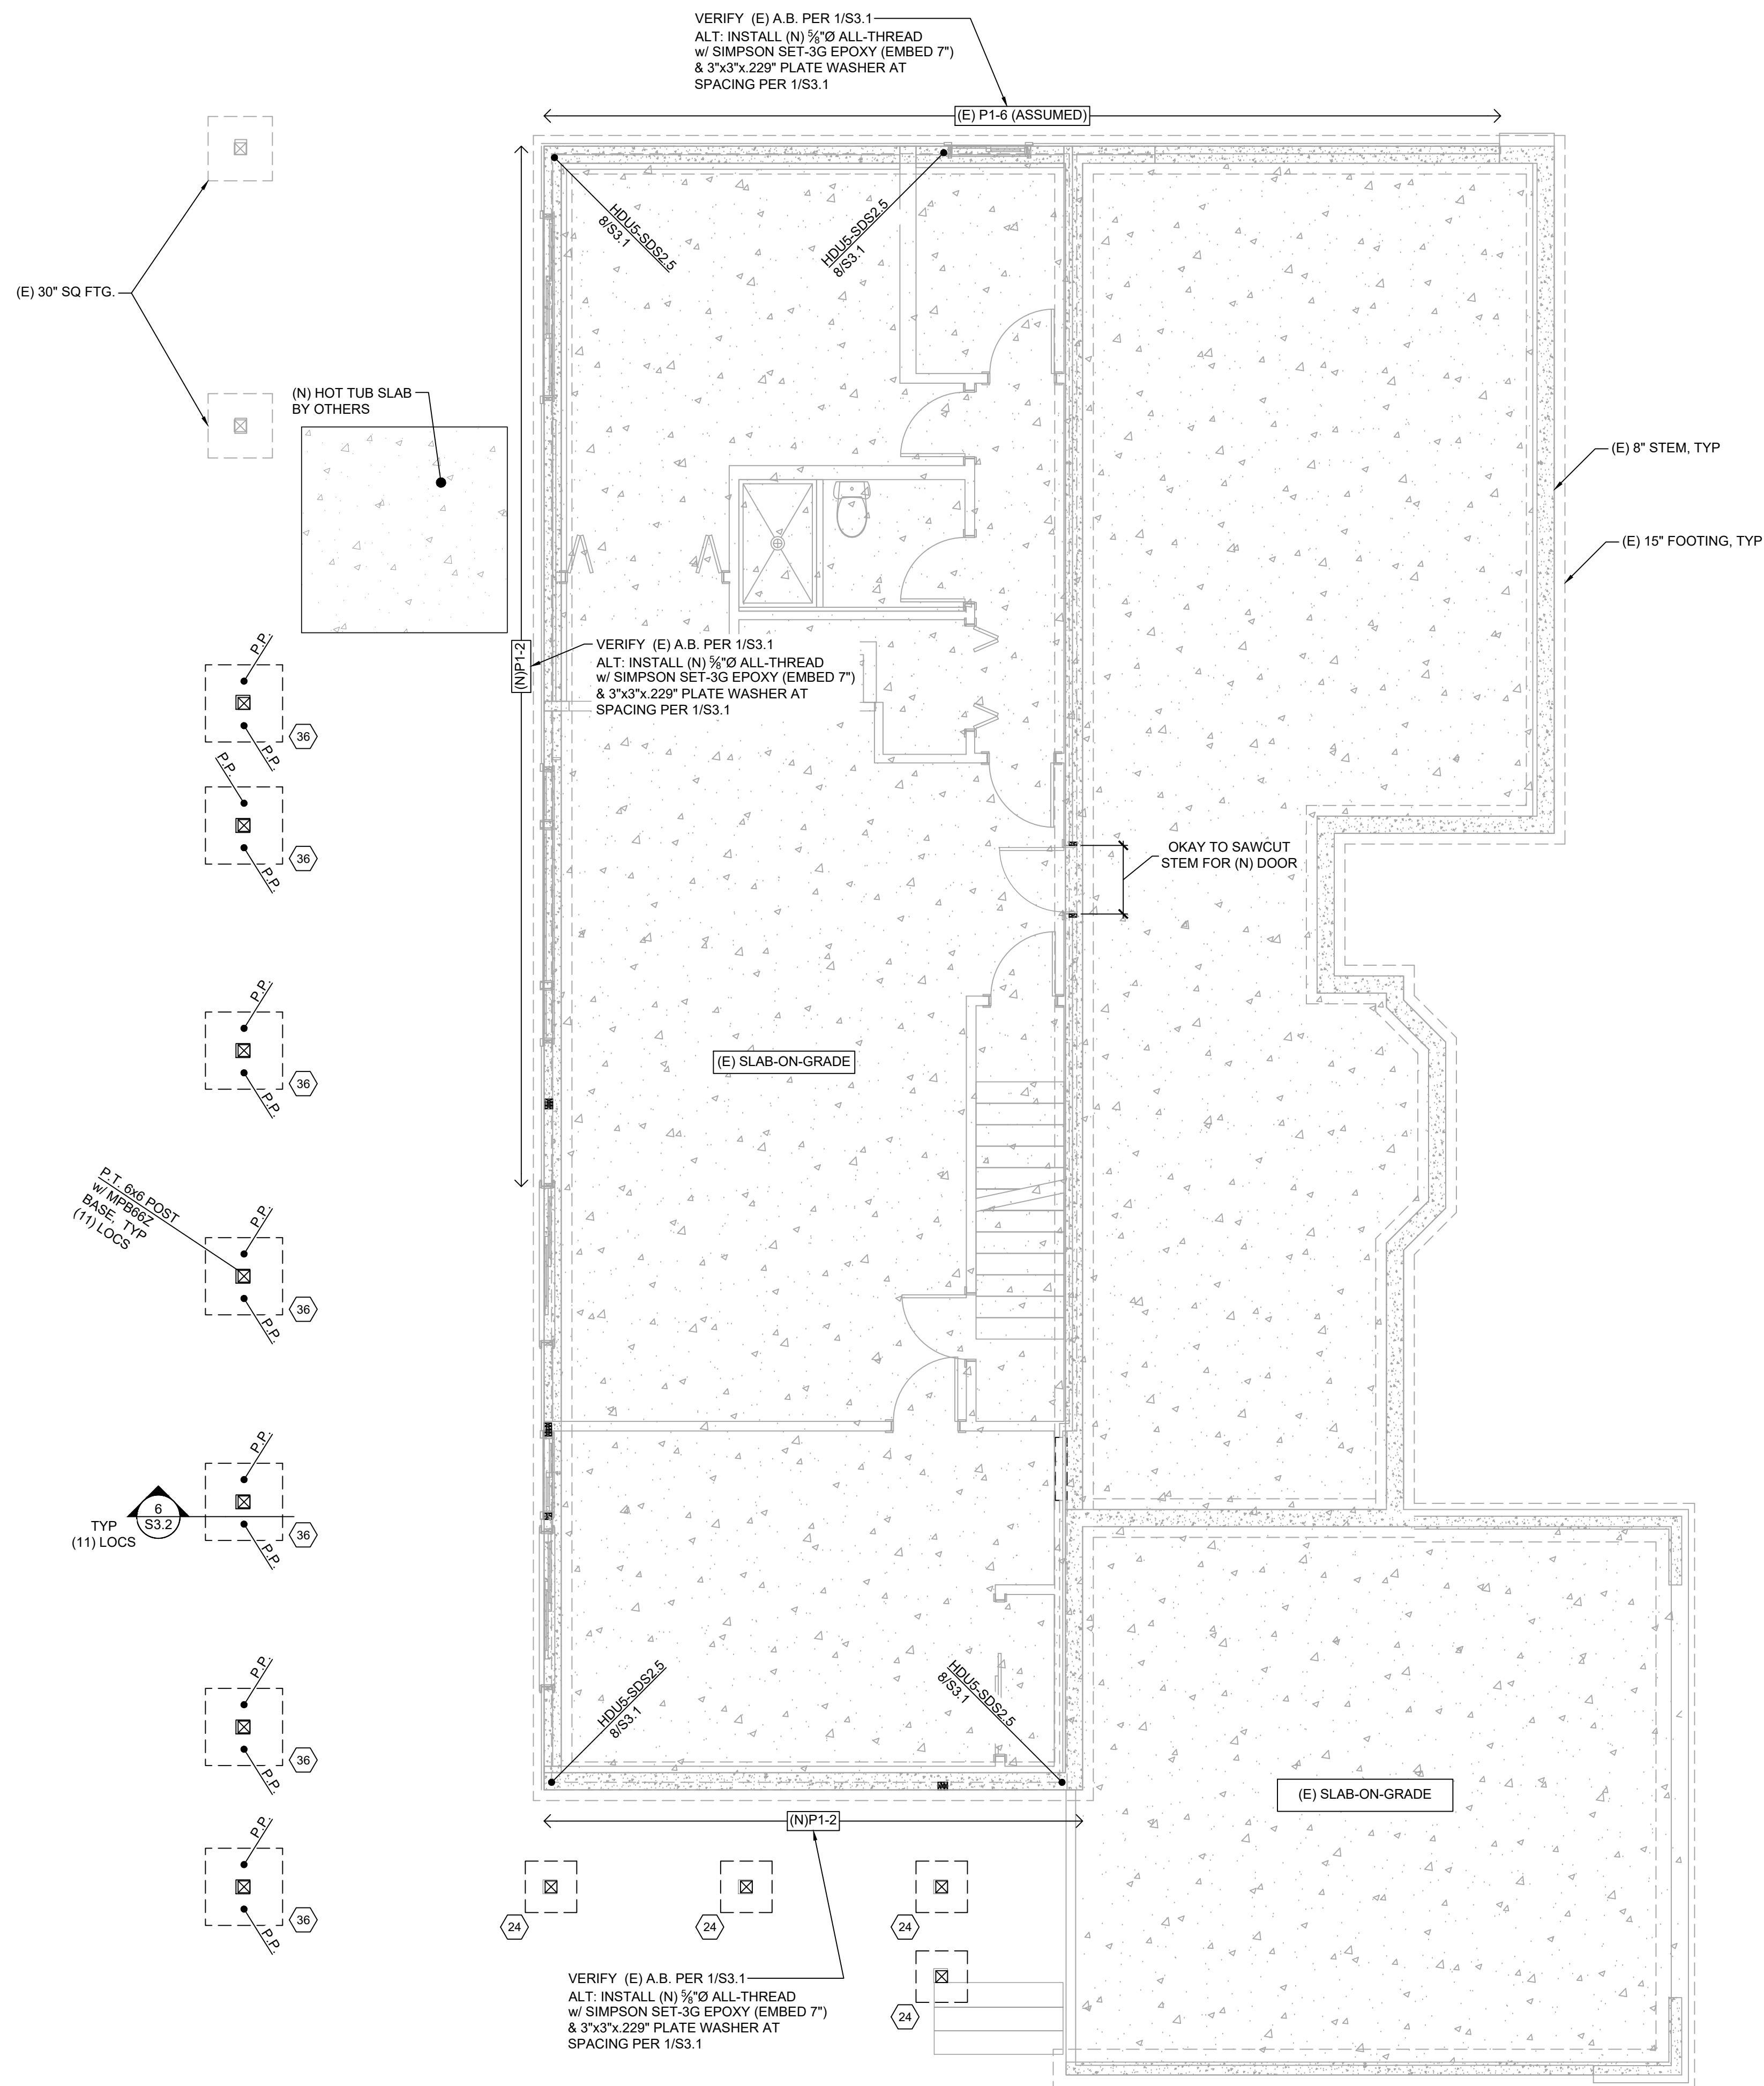 VERIFY (E) A.B. PER 1/S3.1
ALT: INSTALL (N) ⅝"Ø ALL-THREAD
w/ SIMPSON SET-3G EPOXY (EMBED 7")
& 3"x3"x.229" PLATE WASHER AT
SPACING PER 1/S3.1
(E) P1-6 (ASSUMED)
HDU5-SDS2.5
8/S3.1
HDU5-SDS2.5
8/S3.1
(E) 30" SQ FTG.
(N) HOT TUB SLAB
BY OTHERS
(E) 8" STEM, TYP
(E) 15" FOOTING, TYP
(N)P1-2
VERIFY (E) A.B. PER 1/S3.1
ALT: INSTALL (N) ⅝"Ø ALL-THREAD
w/ SIMPSON SET-3G EPOXY (EMBED 7")
& 3"x3"x.229" PLATE WASHER AT
SPACING PER 1/S3.1
P.P.
36
P.P.
P.P.
36
P.P.
OKAY TO SAWCUT
STEM FOR (N) DOOR
P.P.
36
P.P.
(E) SLAB-ON-GRADE
P.T. 6x6 POST
w/ MPB66Z
BASE, TYP
(11) LOCS
P.P.
36
P.P.
P.P.
6
S3.2
TYP
(11) LOCS
36
P.P.
HDU5-SDS2.5
8/S3.1
HDU5-SDS2.5
8/S3.1
P.P.
36
P.P.
(E) SLAB-ON-GRADE
(N)P1-2
P.P.
36
P.P.
24
24
24
24
VERIFY (E) A.B. PER 1/S3.1
ALT: INSTALL (N) ⅝"Ø ALL-THREAD
w/ SIMPSON SET-3G EPOXY (EMBED 7")
& 3"x3"x.229" PLATE WASHER AT
SPACING PER 1/S3.1